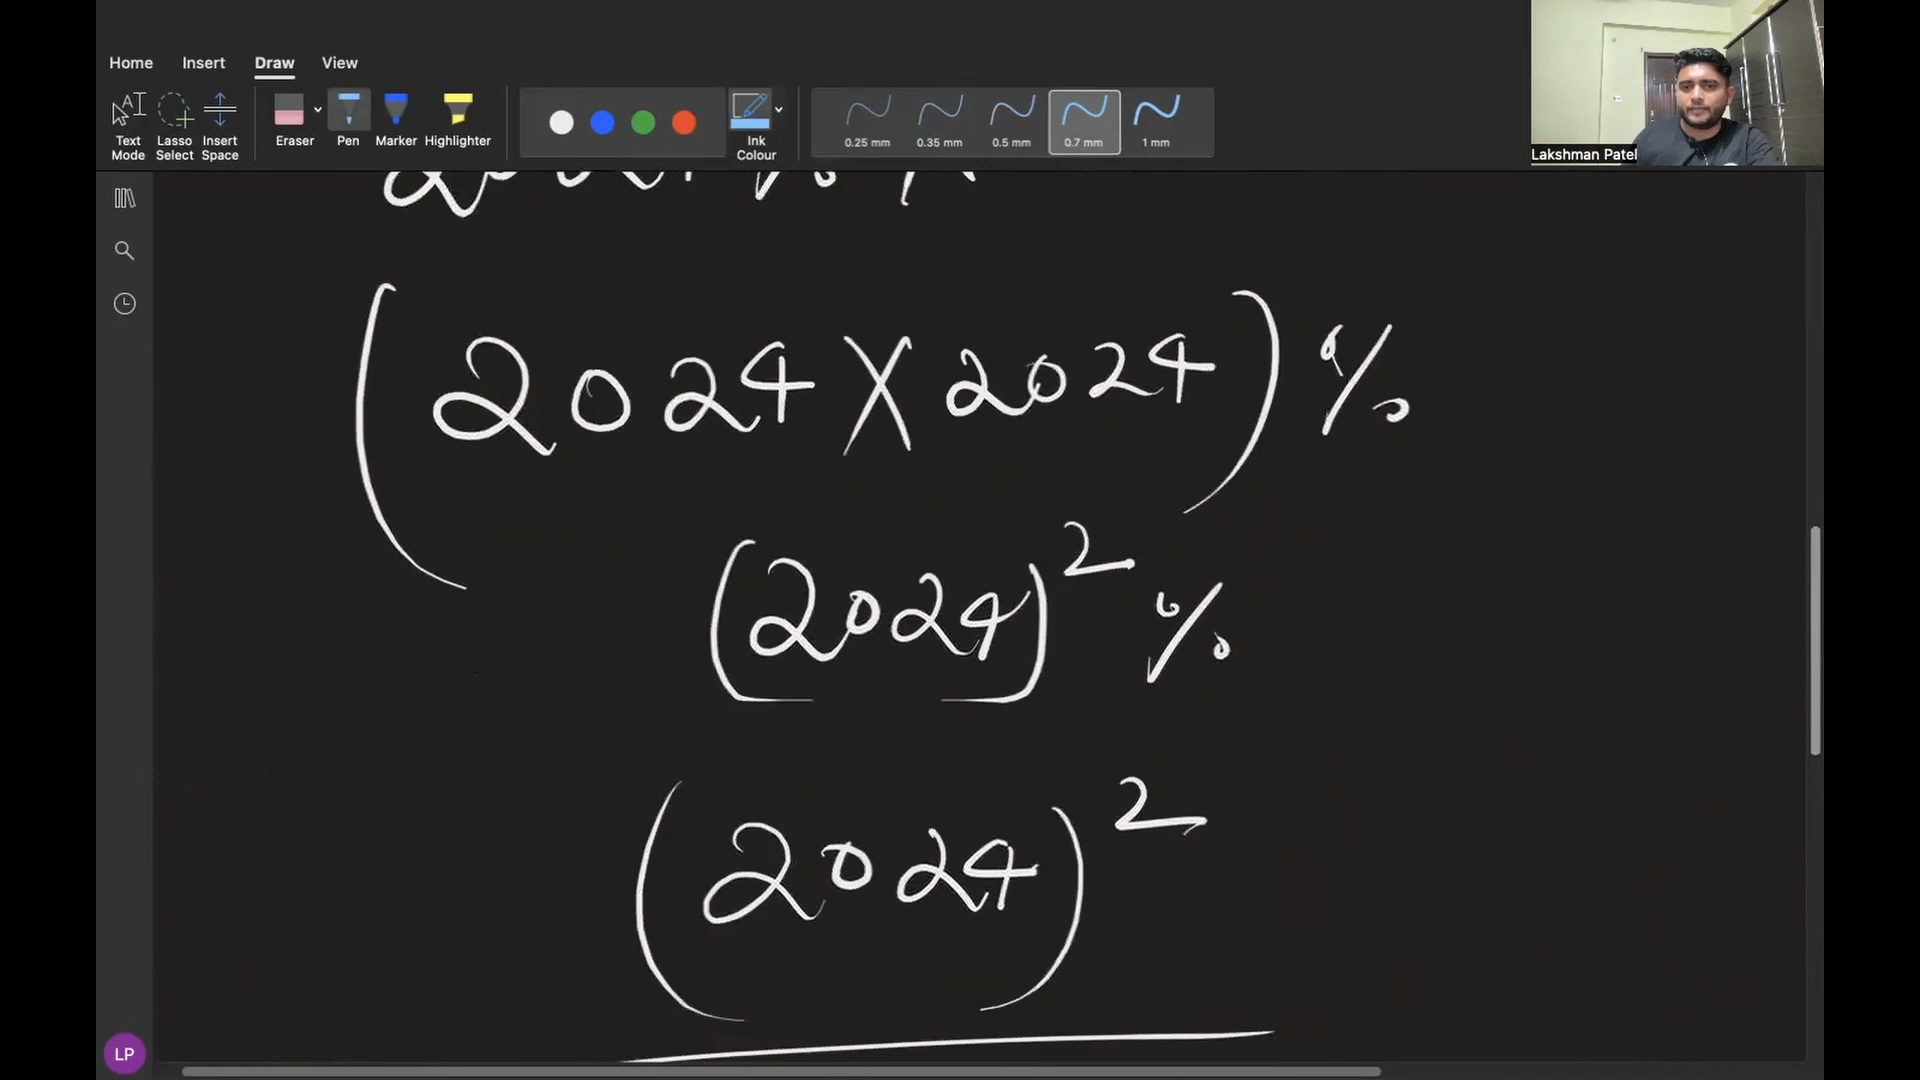 Home Insert Draw View
Text Mode
Lasso Select
Insert Space
Eraser
Pen
Marker
Highlighter
Ink Colour
0.25 mm
0.35 mm
0.5 mm
0.7 mm
1 mm
Lakshman Patel
(2024 X 2024) %
(2024)² %
(2024)²
LP